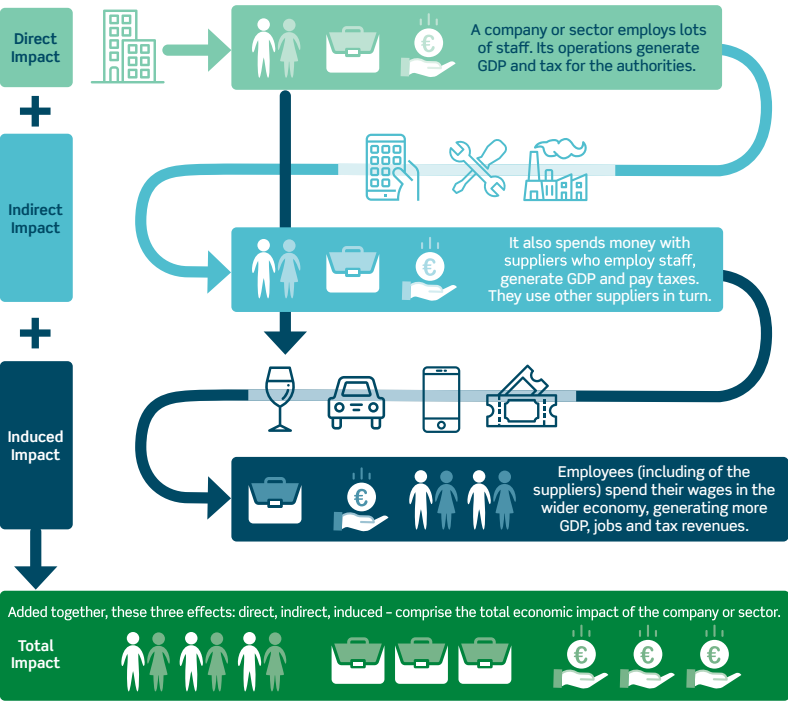 Direct
Impact
A company or sector employs lots
of staff. Its operations generate
GDP and tax for the authorities.
+
Indirect
Impact
It also spends money with
suppliers who employ staff,
generate GDP and pay taxes.
They use other suppliers in turn.
+
Induced
Impact
Employees (including of the
suppliers) spend their wages in the
wider economy, generating more
GDP, jobs and tax revenues.
Added together, these three effects: direct, indirect, induced – comprise the total economic impact of the company or sector.
Total
Impact